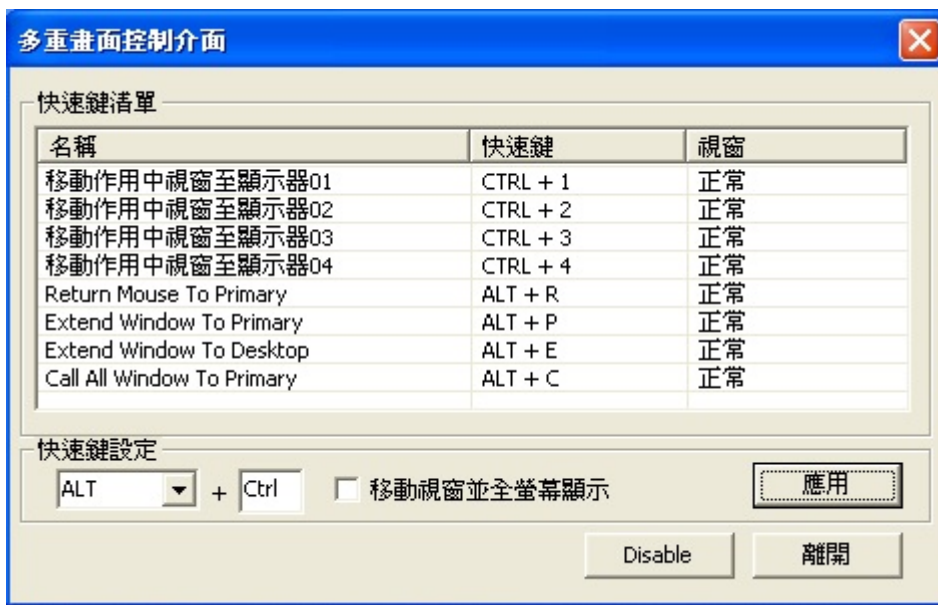 多重畫面控制介面
快速鍵清單
名稱 快速鍵 視窗
移動作用中視窗至顯示器01 CTRL + 1 正常
移動作用中視窗至顯示器02 CTRL + 2 正常
移動作用中視窗至顯示器03 CTRL + 3 正常
移動作用中視窗至顯示器04 CTRL + 4 正常
Return Mouse To Primary ALT + R 正常
Extend Window To Primary ALT + P 正常
Extend Window To Desktop ALT + E 正常
Call All Window To Primary ALT + C 正常
快速鍵設定
ALT + Ctrl 移動視窗並全螢幕顯示 應用
Disable 離開